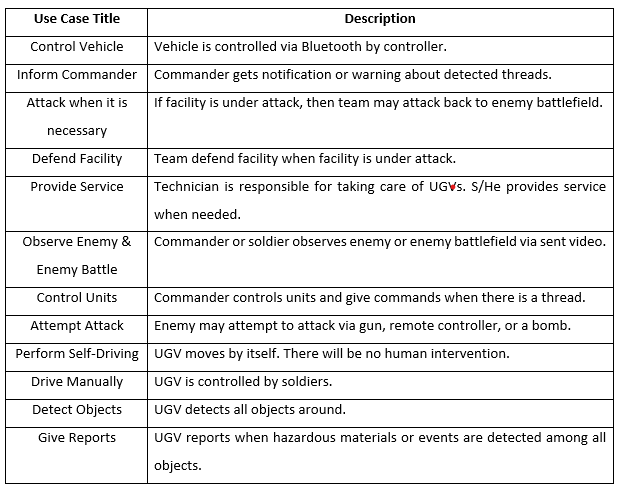 Use Case Title Description
Control Vehicle Vehicle is controlled via Bluetooth by controller.
Inform Commander Commander gets notification or warning about detected threads.
Attack when it is If facility is under attack, then team may attack back to enemy battlefield.
necessary
Defend Facility Team defend facility when facility is under attack.
Provide Service Technician is responsible for taking care of UGVs. S/He provides service
when needed.
Observe Enemy & Commander or soldier observes enemy or enemy battlefield via sent video.
Enemy Battle
Control Units Commander controls units and give commands when there is a thread.
Attempt Attack Enemy may attempt to attack via gun, remote controller, or a bomb.
Perform Self-Driving UGV moves by itself. There will be no human intervention.
Drive Manually UGV is controlled by soldiers.
Detect Objects UGV detects all objects around.
Give Reports UGV reports when hazardous materials or events are detected among all
objects.